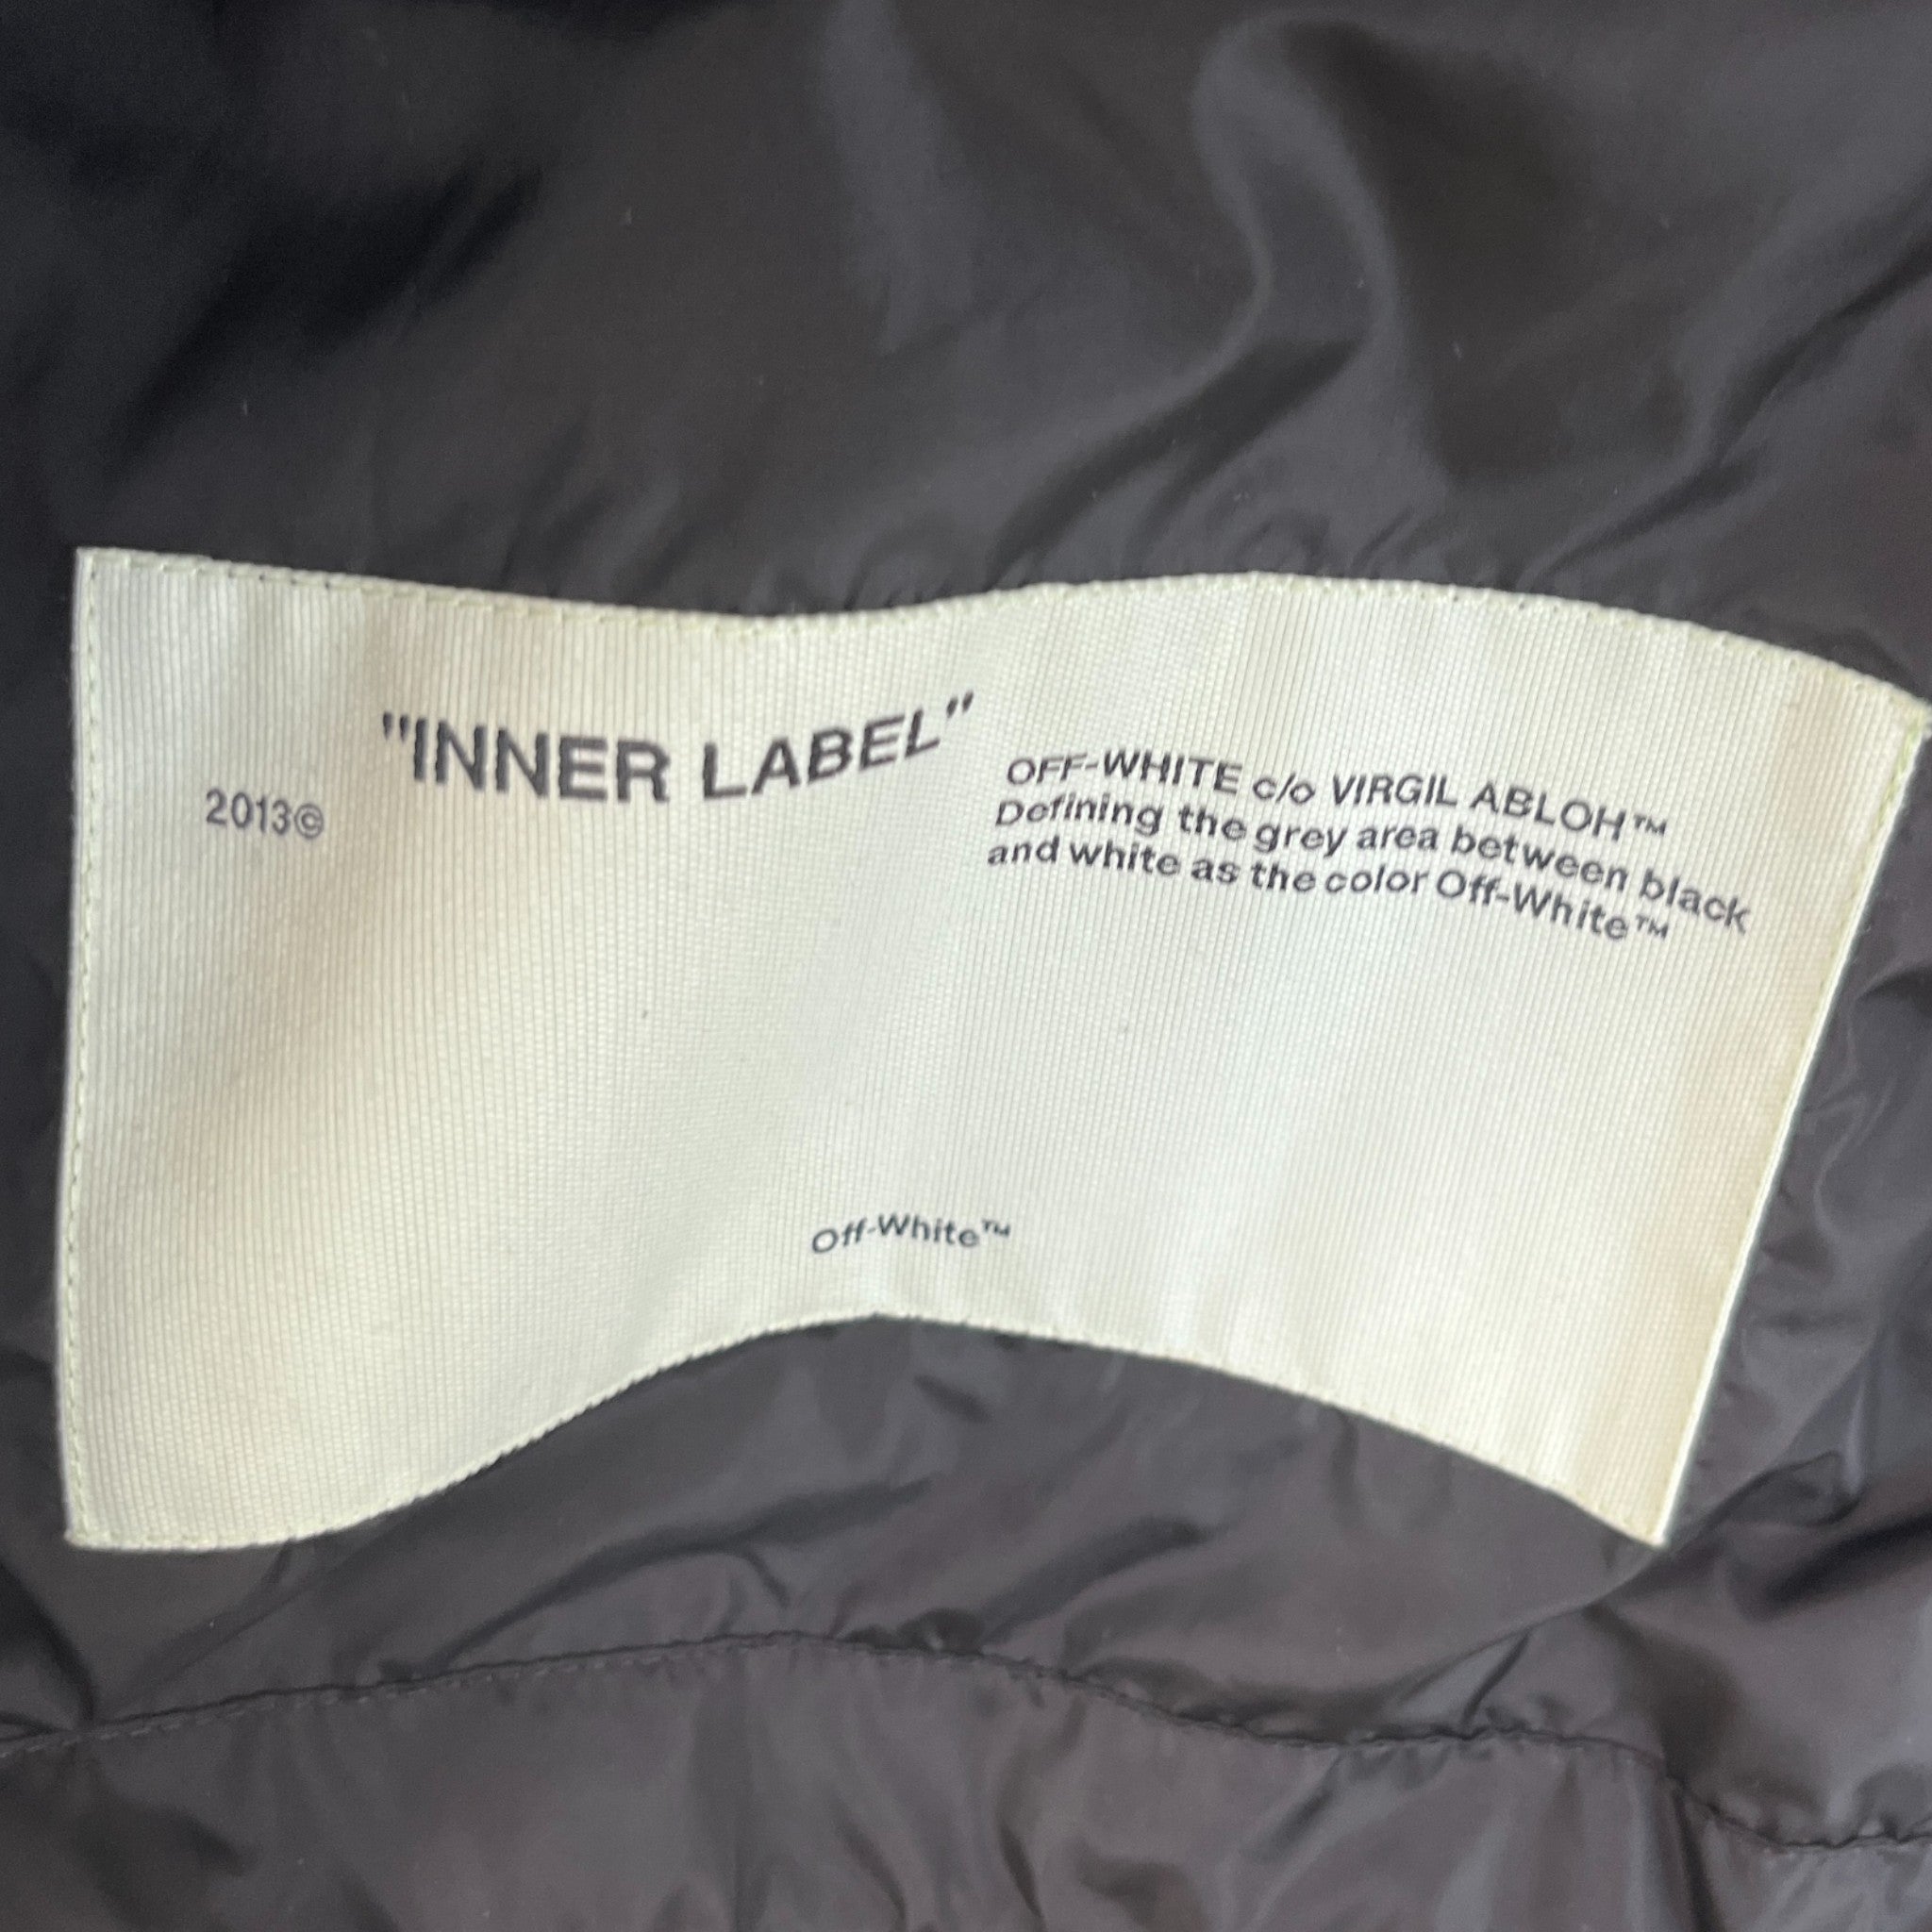 "INNER LABEL"
2013©
OFF-WHITE c/o VIRGIL ABLOH™
Defining the grey area between black
and white as the color Off-White™
Off-White™